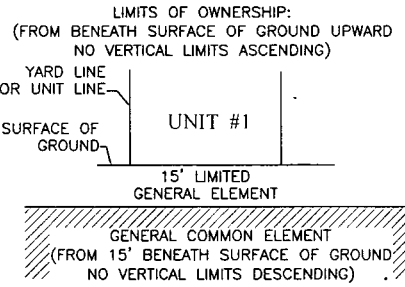 LIMITS OF OWNERSHIP:
(FROM BENEATH SURFACE OF GROUND UPWARD
NO VERTICAL LIMITS ASCENDING)
YARD LINE
OR UNIT LINE
UNIT #1
SURFACE OF
GROUND
15' LIMITED
GENERAL ELEMENT
GENERAL COMMON ELEMENT
(FROM 15' BENEATH SURFACE OF GROUND
NO VERTICAL LIMITS DESCENDING)